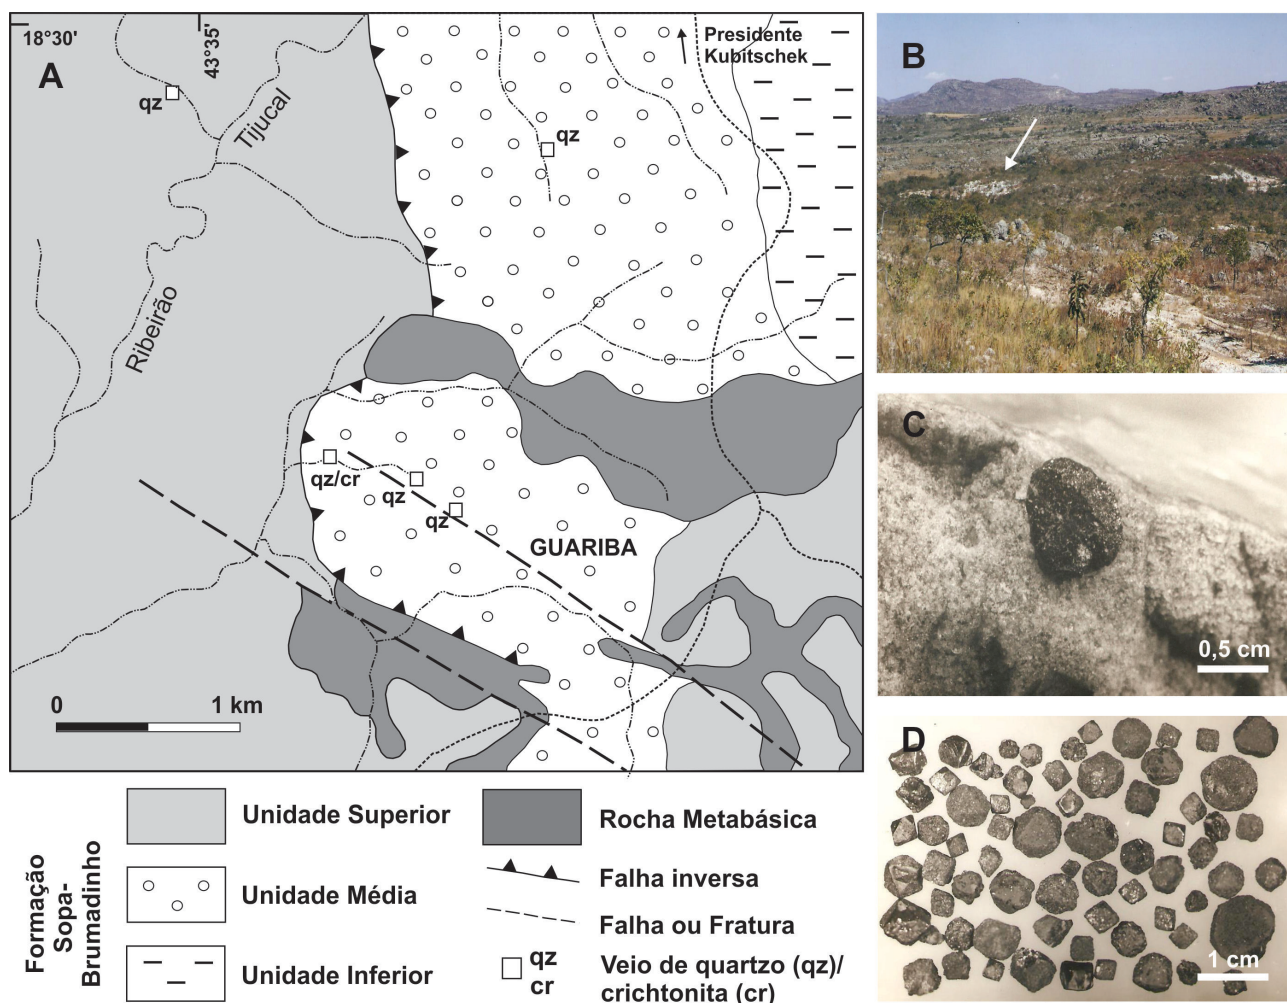 18°30'
43°35'
A
qz
Tijucal
Ribeirão
Presidente
Kubitschek
qz
qz/cr
qz
qz
GUARIBA
0
1 km
B
C
0,5 cm
D
1 cm
Formação
Sopa-
Brumadinho
Unidade Superior
Unidade Média
Unidade Inferior
Rocha Metabásica
Falha inversa
Falha ou Fratura
qz
cr
Veio de quartzo (qz)/
crichtonita (cr)